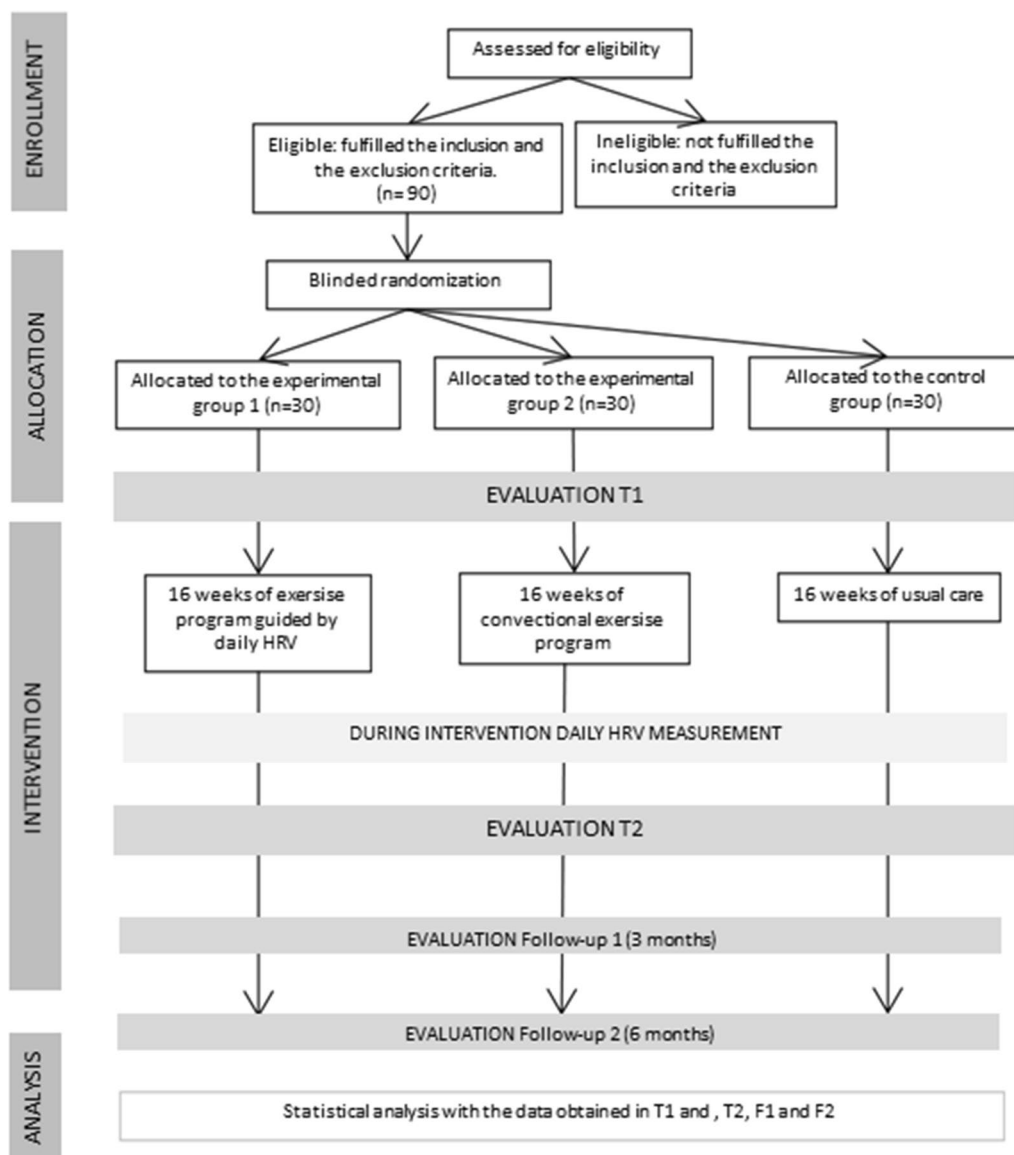 ENROLLMENT
Assessed for eligibility
Eligible: fulfilled the inclusion and
the exclusion criteria.
(n= 90)
Ineligible: not fulfilled the
inclusion and the exclusion
criteria
ALLOCATION
Blinded randomization
Allocated to the experimental
group 1 (n=30)
Allocated to the experimental
group 2 (n=30)
Allocated to the control
group (n=30)
EVALUATION T1
INTERVENTION
16 weeks of exersise
program guided by
daily HRV
16 weeks of
convectional exersise
program
16 weeks of usual care
DURING INTERVENTION DAILY HRV MEASUREMENT
EVALUATION T2
EVALUATION Follow-up 1 (3 months)
EVALUATION Follow-up 2 (6 months)
ANALYSIS
Statistical analysis with the data obtained in T1 and , T2, F1 and F2